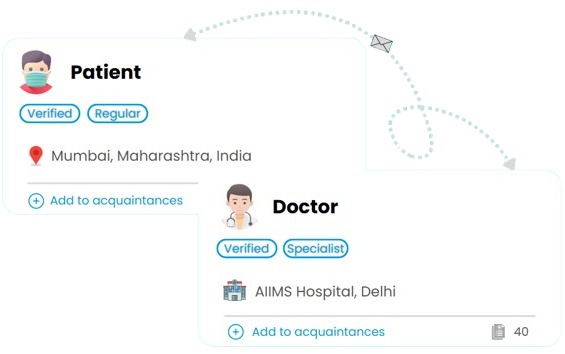 Patient
Verified Regular
Mumbai, Maharashtra, India
Add to acquaintances
Doctor
Verified Specialist
AIIMS Hospital, Delhi
Add to acquaintances 40